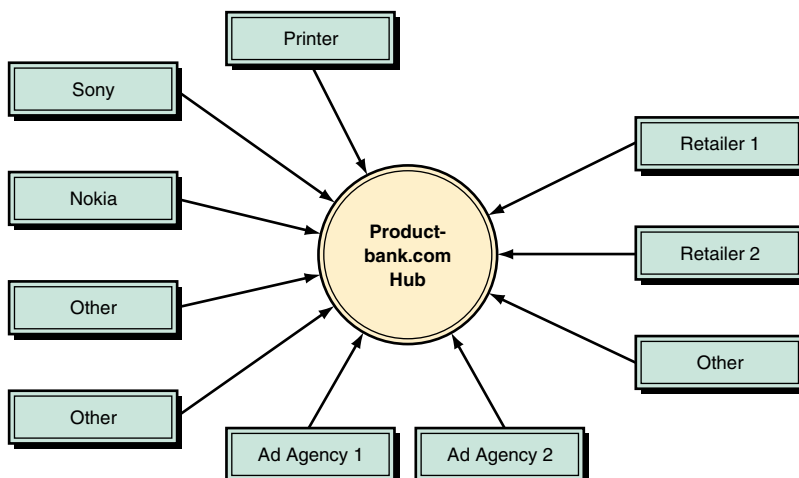 Printer
Sony
Nokia
Other
Other
Product-
bank.com
Hub
Retailer 1
Retailer 2
Other
Ad Agency 1
Ad Agency 2